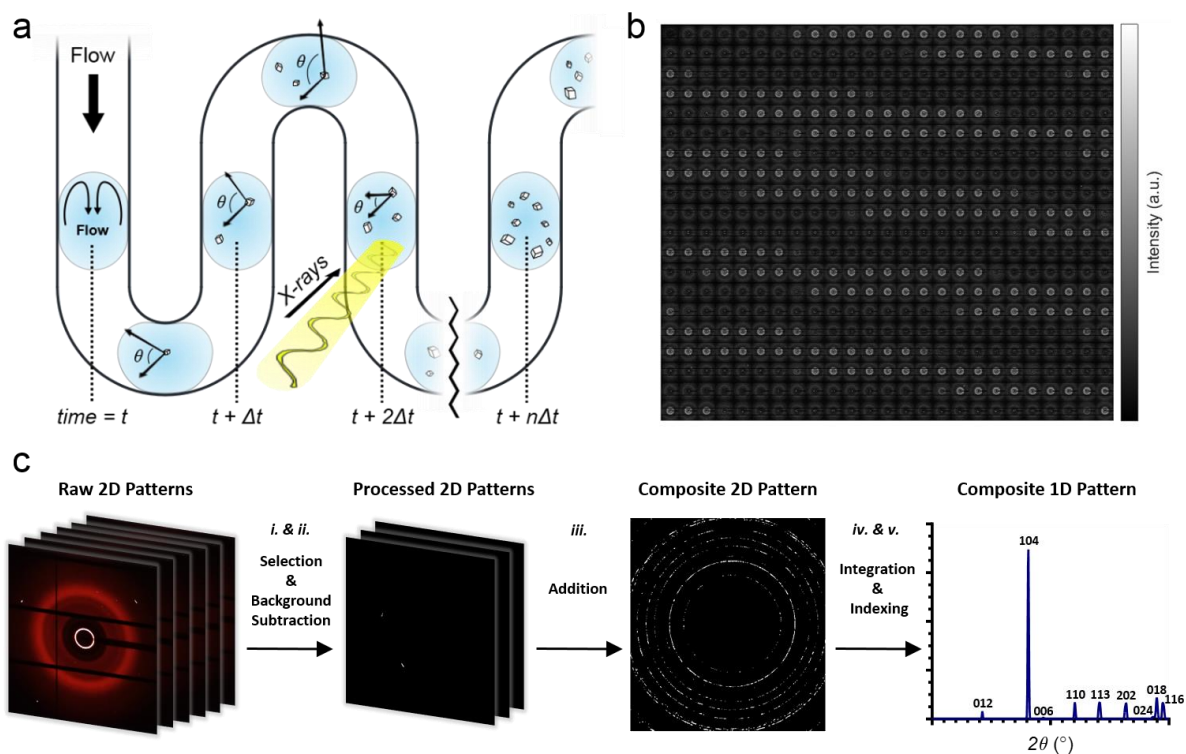 a
Flow
θ
θ
θ
θ
Flow
X-rays
time = t
t + Δt
t + 2Δt
t + nΔt
b
Intensity (a.u.)
c
Raw 2D Patterns
i. & ii.
Selection
&
Background
Subtraction
Processed 2D Patterns
iii.
Addition
Composite 2D Pattern
iv. & v.
Integration
&
Indexing
Composite 1D Pattern
104
012
006
110
113
202
024
018
116
2θ (°)